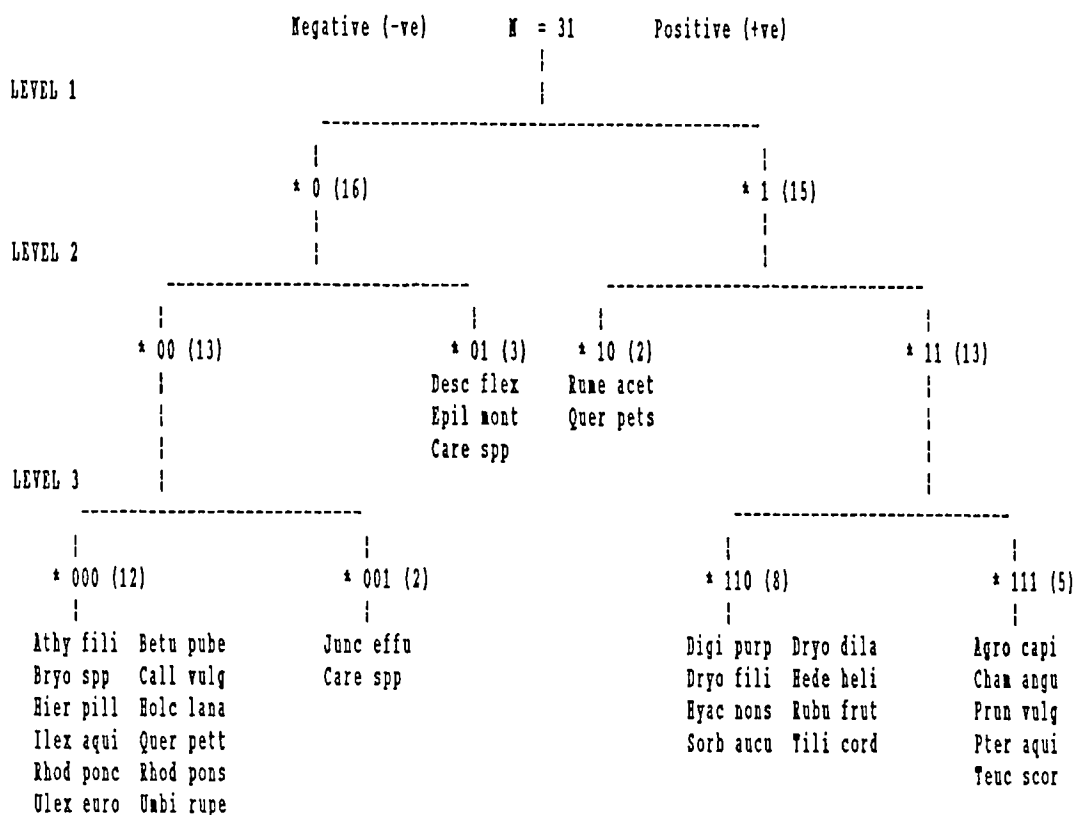 Negative (-ve) N = 31 Positive (+ve)
LEVEL 1
* 0 (16) * 1 (15)
LEVEL 2
* 00 (13) * 01 (3) * 10 (2) * 11 (13)
Desc flex Rume acet
Epil mont Quer pets
Care spp
LEVEL 3
* 000 (12) * 001 (2) * 110 (8) * 111 (5)
Athy fili Betu pube Junc effu Digi purp Dryo dila Agro capi
Bryo spp Call vulg Care spp Dryo fili Hede heli Cham angu
Hier pill Holc lana Hyac nons Rubu frut Prun vulg
Ilex aqui Quer pett Sorb aucu Tili cord Pter aqui
Rhod ponc Rhod pons Teuc scor
Ulex euro Umbi rupe